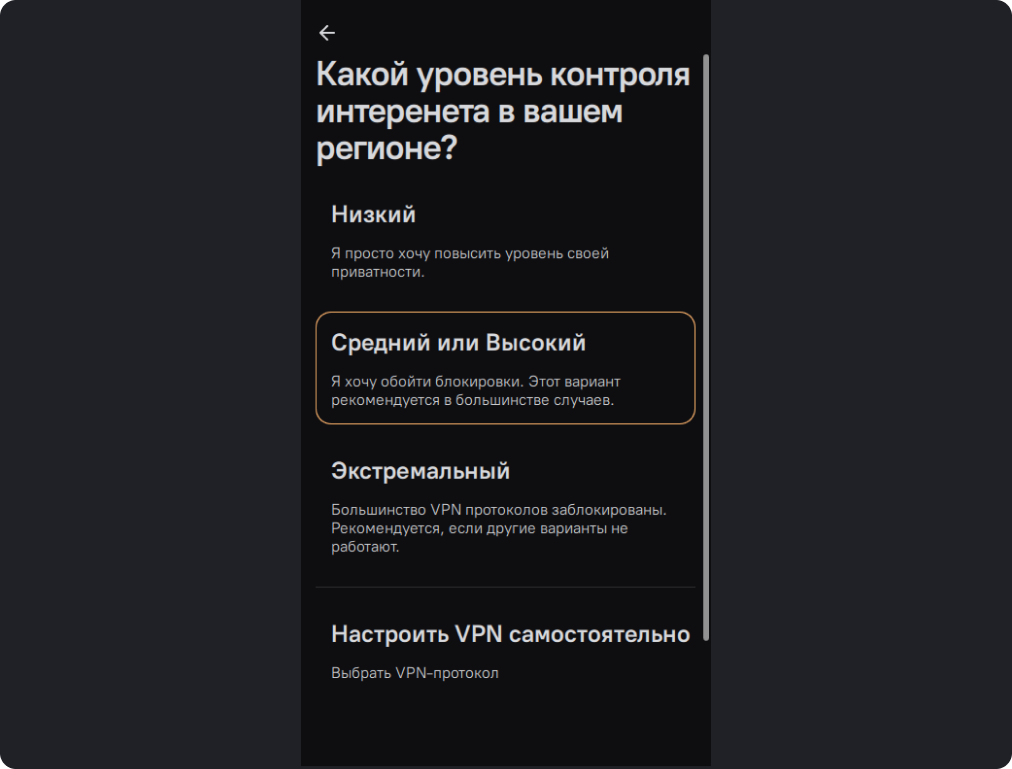 Какой уровень контроля
интеренета в вашем
регионе?
Низкий
Я просто хочу повысить уровень своей
приватности.
Средний или Высокий
Я хочу обойти блокировки. Этот вариант
рекомендуется в большинстве случаев.
Экстремальный
Большинство VPN протоколов заблокированы.
Рекомендуется, если другие варианты не
работают.
Настроить VPN самостоятельно
Выбрать VPN-протокол